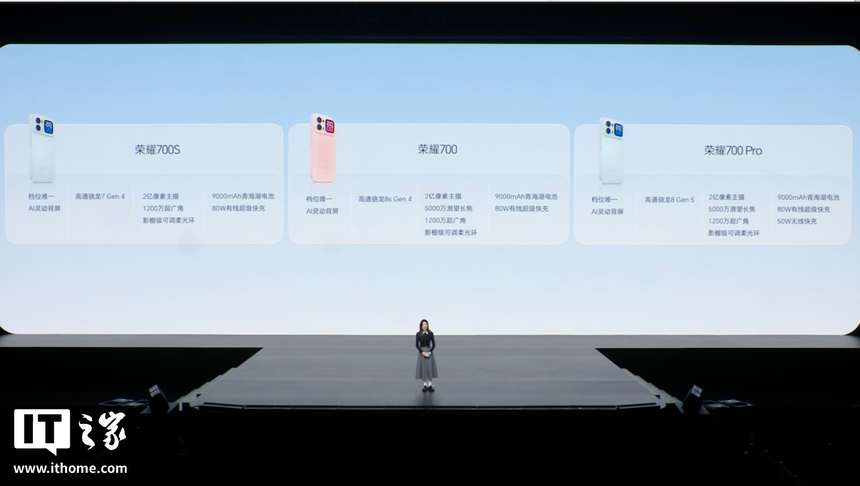 荣耀700S
档位唯一
AI灵动背屏
高通骁龙7 Gen 4
2亿像素主摄
1200万超广角
影棚级可调柔光环
9000mAh青海湖电池
80W有线超级快充
荣耀700
档位唯一
AI灵动背屏
高通骁龙8s Gen 4
2亿像素主摄
5000万潜望长焦
1200万超广角
影棚级可调柔光环
9000mAh青海湖电池
80W有线超级快充
荣耀700 Pro
档位唯一
AI灵动背屏
高通骁龙8 Gen 5
2亿像素主摄
5000万潜望长焦
1200万超广角
影棚级可调柔光环
9000mAh青海湖电池
80W有线超级快充
50W无线快充
IT之家
www.ithome.com